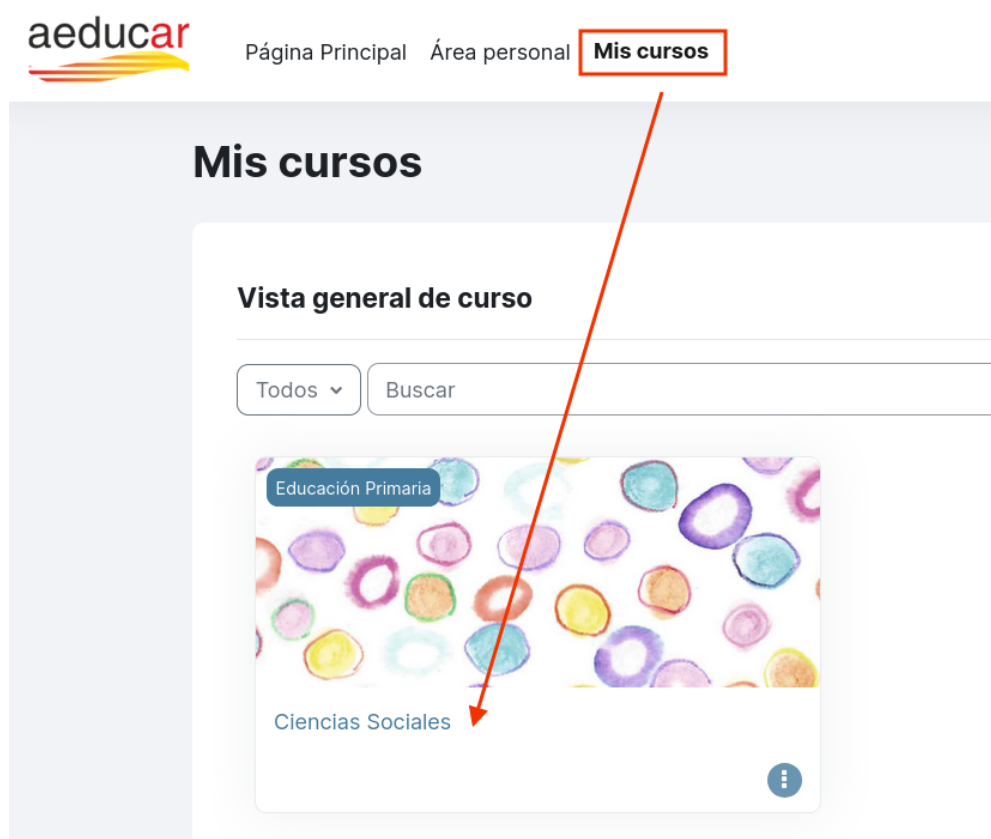 aeducar
Página Principal Área personal Mis cursos
Mis cursos
Vista general de curso
Todos Buscar
Educación Primaria
Ciencias Sociales